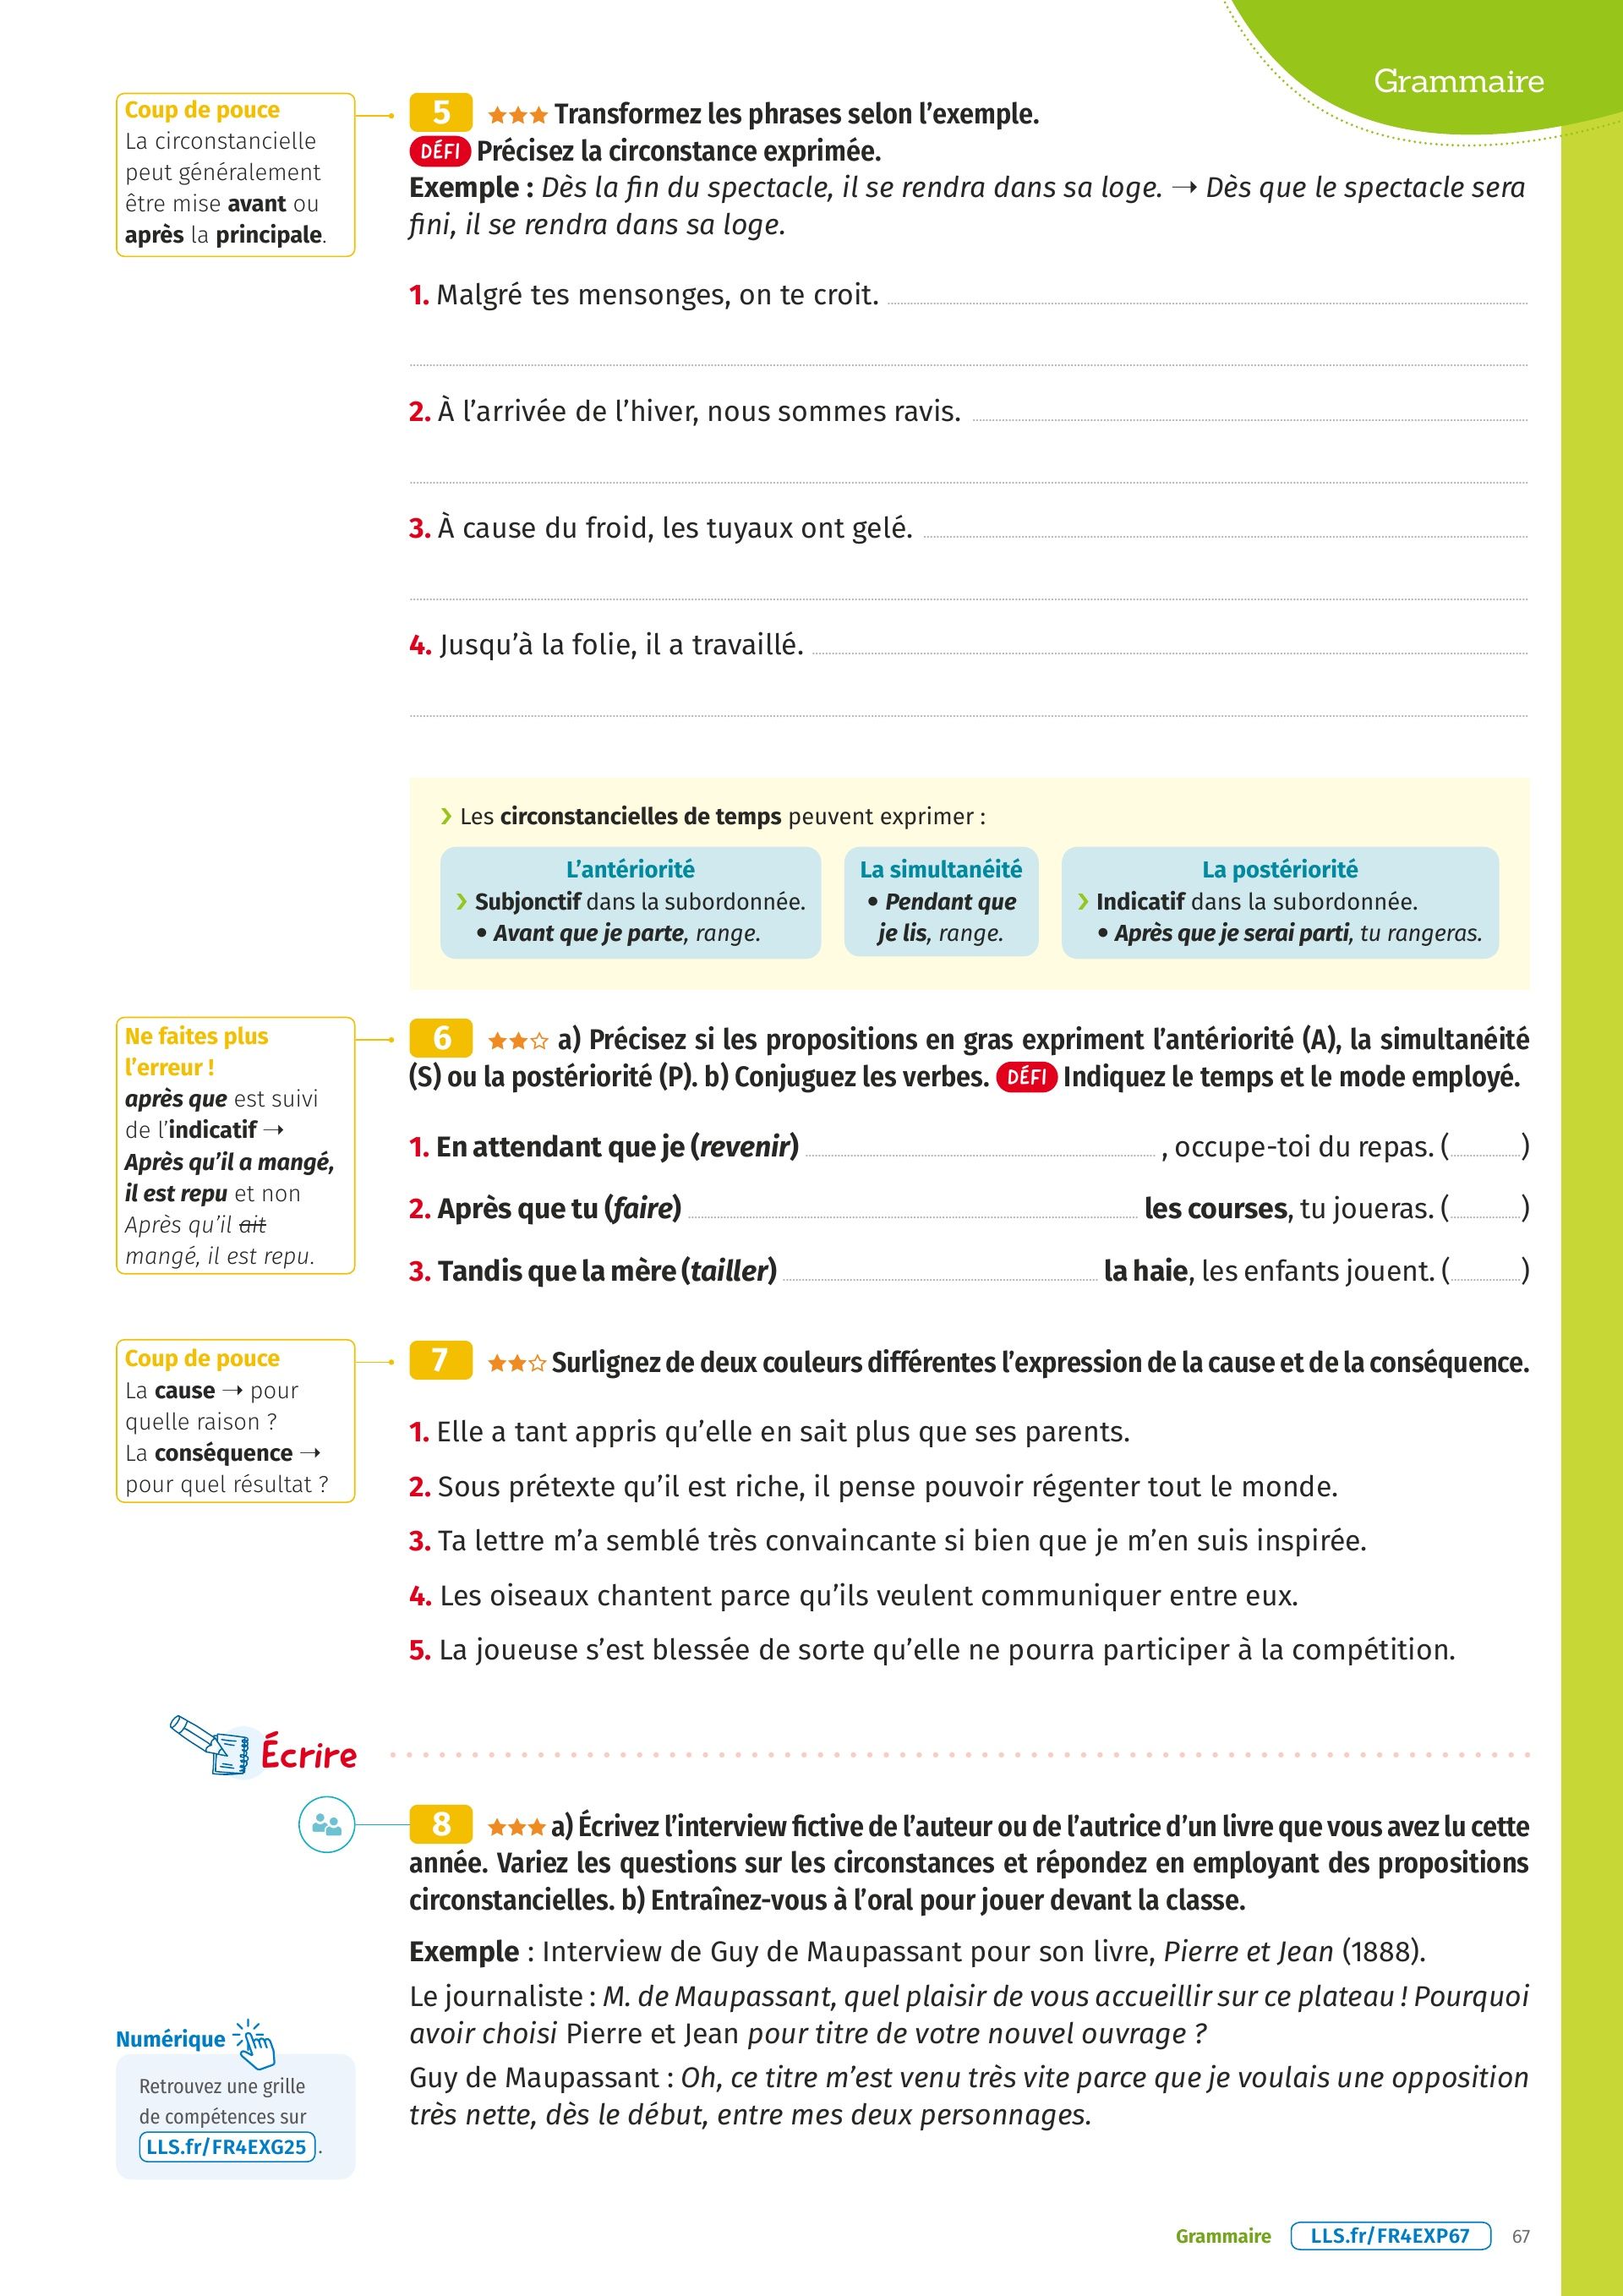 Grammaire
Coup de pouce
La circonstancielle
peut généralement
être mise avant ou
après la principale.
5 Transformez les phrases selon l'exemple.
DÉFI Précisez la circonstance exprimée.
Exemple : Dès la fin du spectacle, il se rendra dans sa loge. → Dès que le spectacle sera
fini, il se rendra dans sa loge.
1. Malgré tes mensonges, on te croit.
2. À l'arrivée de l'hiver, nous sommes ravis.
3. À cause du froid, les tuyaux ont gelé.
4. Jusqu'à la folie, il a travaillé.
› Les circonstancielles de temps peuvent exprimer :
L'antériorité
› Subjonctif dans la subordonnée.
• Avant que je parte, range.
La simultanéité
• Pendant que
je lis, range.
La postériorité
› Indicatif dans la subordonnée.
• Après que je serai parti, tu rangeras.
Ne faites plus
l'erreur !
après que est suivi
de l'indicatif →
Après qu'il a mangé,
il est repu et non
Après qu'il ait
mangé, il est repu.
6 a) Précisez si les propositions en gras expriment l'antériorité (A), la simultanéité
(S) ou la postériorité (P). b) Conjuguez les verbes. DÉFI Indiquez le temps et le mode employé.
1. En attendant que je (revenir) , occupe-toi du repas. ( )
2. Après que tu (faire) les courses, tu joueras. ( )
3. Tandis que la mère (tailler) la haie, les enfants jouent. ( )
Coup de pouce
La cause → pour
quelle raison ?
La conséquence →
pour quel résultat ?
7 Surlignez de deux couleurs différentes l'expression de la cause et de la conséquence.
1. Elle a tant appris qu'elle en sait plus que ses parents.
2. Sous prétexte qu'il est riche, il pense pouvoir régenter tout le monde.
3. Ta lettre m'a semblé très convaincante si bien que je m'en suis inspirée.
4. Les oiseaux chantent parce qu'ils veulent communiquer entre eux.
5. La joueuse s'est blessée de sorte qu'elle ne pourra participer à la compétition.
Écrire
8 a) Écrivez l'interview fictive de l'auteur ou de l'autrice d'un livre que vous avez lu cette
année. Variez les questions sur les circonstances et répondez en employant des propositions
circonstancielles. b) Entraînez-vous à l'oral pour jouer devant la classe.
Exemple : Interview de Guy de Maupassant pour son livre, Pierre et Jean (1888).
Le journaliste : M. de Maupassant, quel plaisir de vous accueillir sur ce plateau ! Pourquoi
avoir choisi Pierre et Jean pour titre de votre nouvel ouvrage ?
Guy de Maupassant : Oh, ce titre m'est venu très vite parce que je voulais une opposition
très nette, dès le début, entre mes deux personnages.
Numérique
Retrouvez une grille
de compétences sur
LLS.fr/FR4EXG25 .
Grammaire LLS.fr/FR4EXP67 67